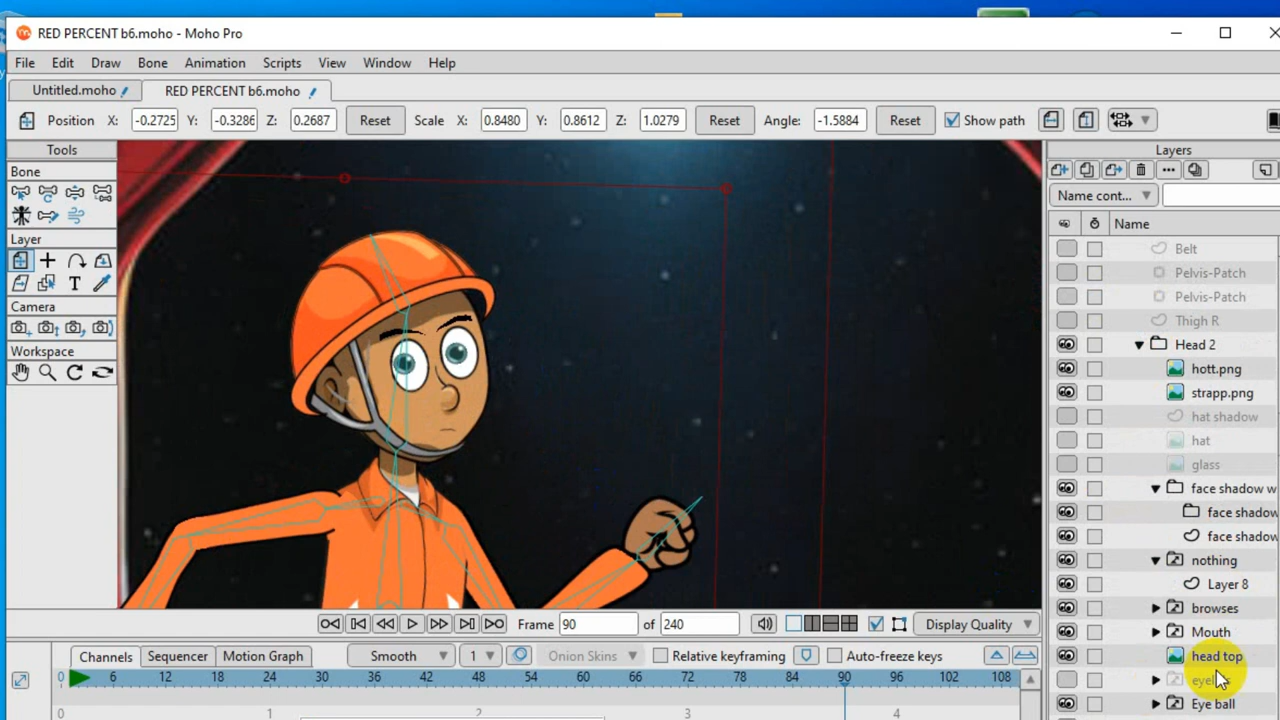 RED PERCENT b6.moho - Moho Pro
File Edit Draw Bone Animation Scripts View Window Help
Untitled.moho RED PERCENT b6.moho
Position X: -0.2725 Y: -0.3286 Z: 0.2687 Reset Scale X: 0.8480 Y: 0.8612 Z: 1.0279 Reset Angle: -1.5884 Reset Show path
Tools
Bone
Layer
T
Camera
Workspace
Layers
Name cont...
Name
Belt
Pelvis-Patch
Pelvis-Patch
Thigh R
Head 2
hott.png
strapp.png
hat shadow
hat
glass
face shadow w
face shadow
face shadow
nothing
Layer 8
browses
Mouth
head top
Eye ball
Frame 90 of 240 Display Quality
Channels Sequencer Motion Graph Smooth 1 Onion Skins Relative keyframing Auto-freeze keys
0 6 12 18 24 30 36 42 48 54 60 66 72 78 84 90 96 102 108
0 1 2 3 4